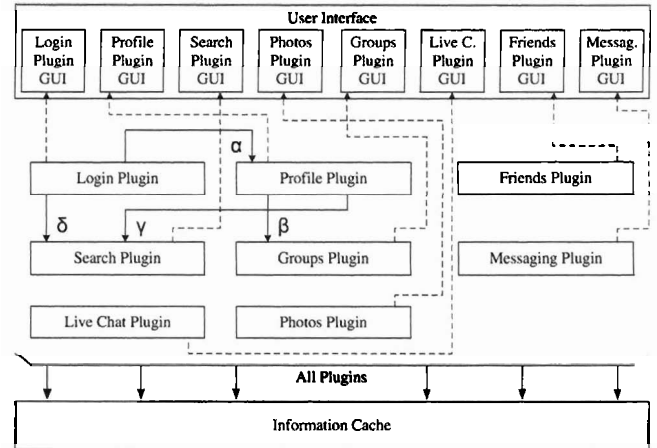 User Interface
Login
Plugin
GUI
Profile
Plugin
GUI
Search
Plugin
GUI
Photos
Plugin
GUI
Groups
Plugin
GUI
Live C.
Plugin
GUI
Friends
Plugin
GUI
Messag.
Plugin
GUI
α
Login Plugin
Profile Plugin
Friends Plugin
δ
γ
β
Search Plugin
Groups Plugin
Messaging Plugin
Live Chat Plugin
Photos Plugin
All Plugins
Information Cache